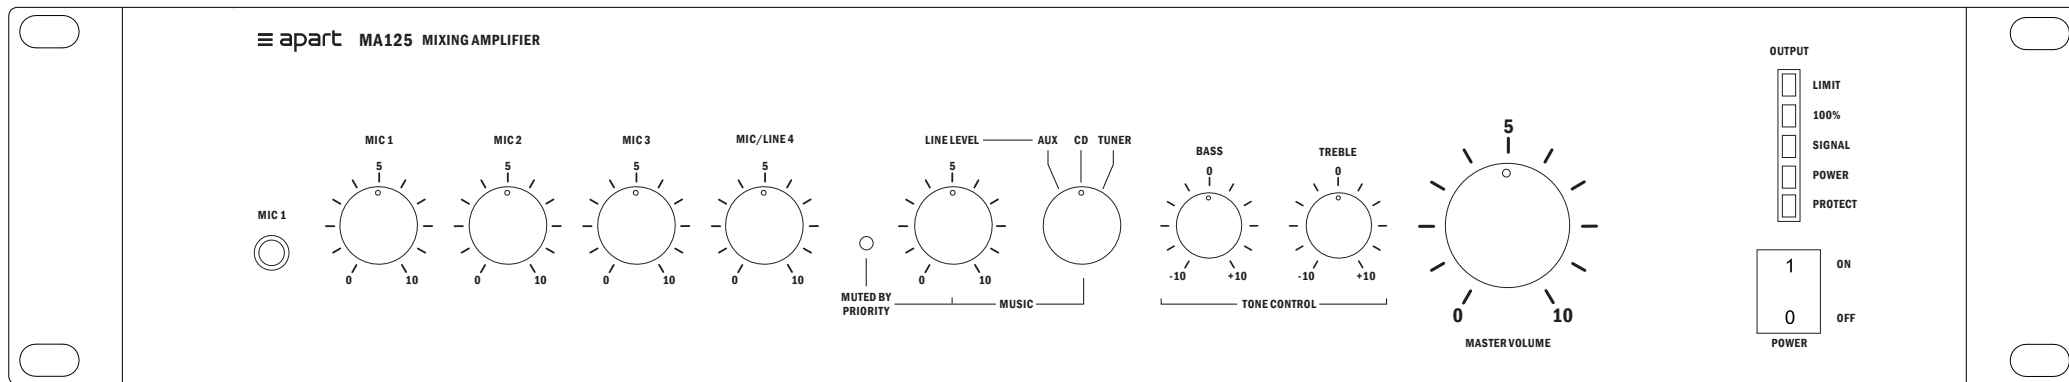 apart MA125 MIXING AMPLIFIER
OUTPUT
LIMIT
100%
SIGNAL
POWER
PROTECT
MIC 1
MIC 1
5
0 10
MIC 2
5
0 10
MIC 3
5
0 10
MIC/LINE 4
5
0 10
MUTED BY
PRIORITY
LINE LEVEL
5
0 10
AUX CD TUNER
MUSIC
BASS
0
-10 +10
TREBLE
0
-10 +10
TONE CONTROL
5
0 10
MASTER VOLUME
1 ON
0 OFF
POWER